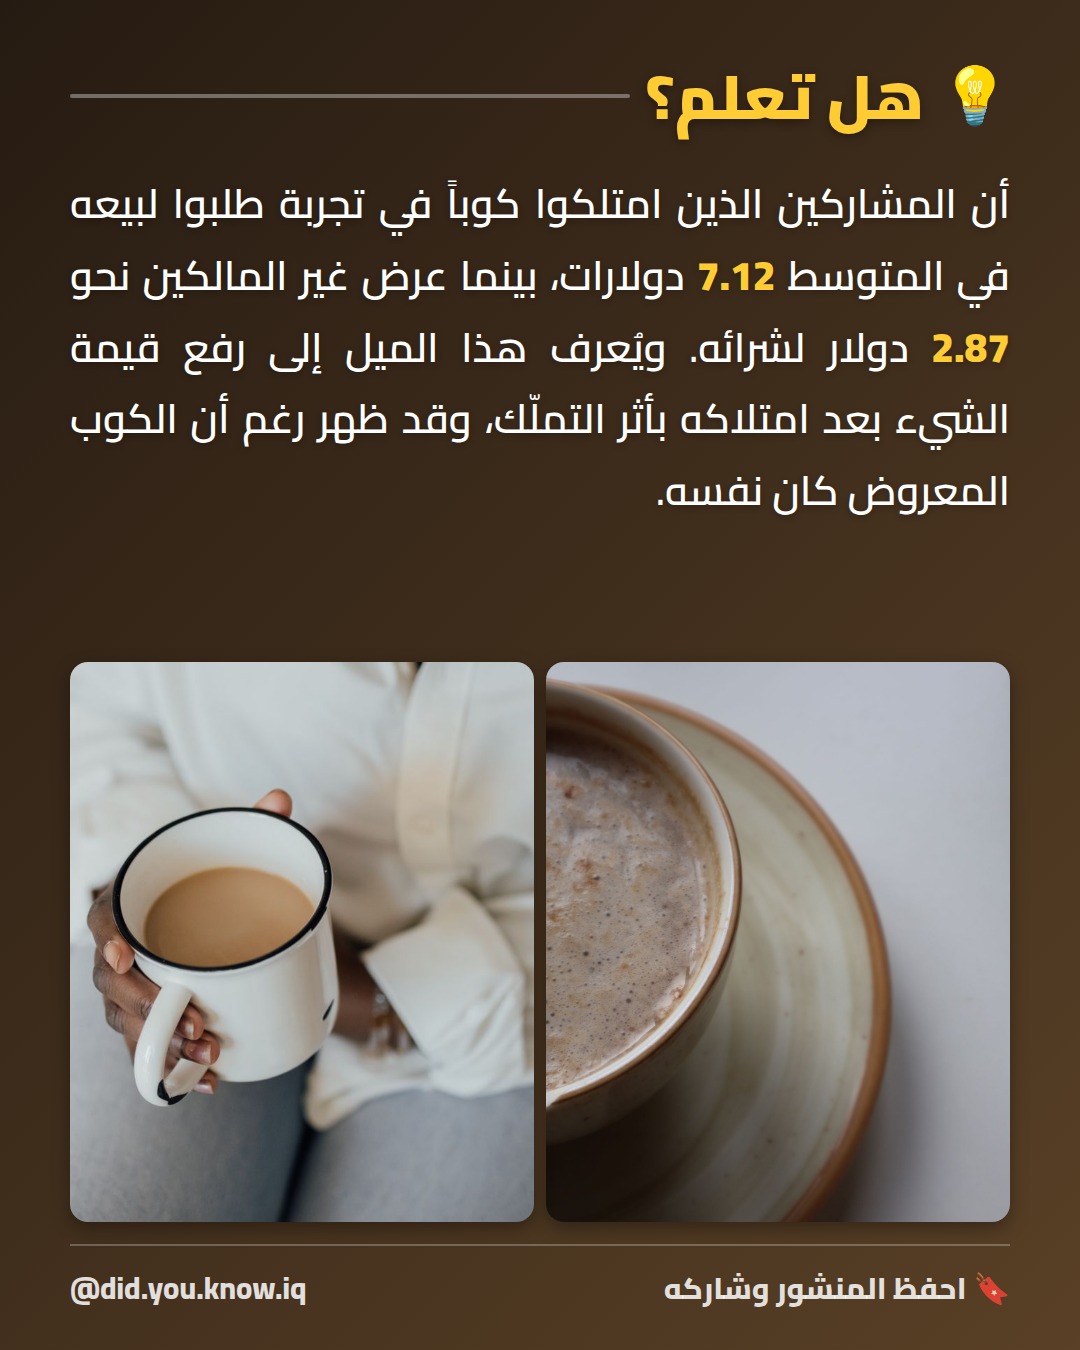 💡 هل تعلم؟
أن المشاركين الذين امتلكوا كوباً في تجربة طلبوا لبيعه
في المتوسط 7.12 دولارات، بينما عرض غير المالكين نحو
2.87 دولار لشرائه. ويُعرف هذا الميل إلى رفع قيمة
الشيء بعد امتلاكه بأثر التملّك، وقد ظهر رغم أن الكوب
المعروض كان نفسه.
🔖 احفظ المنشور وشاركه
@did.you.know.iq